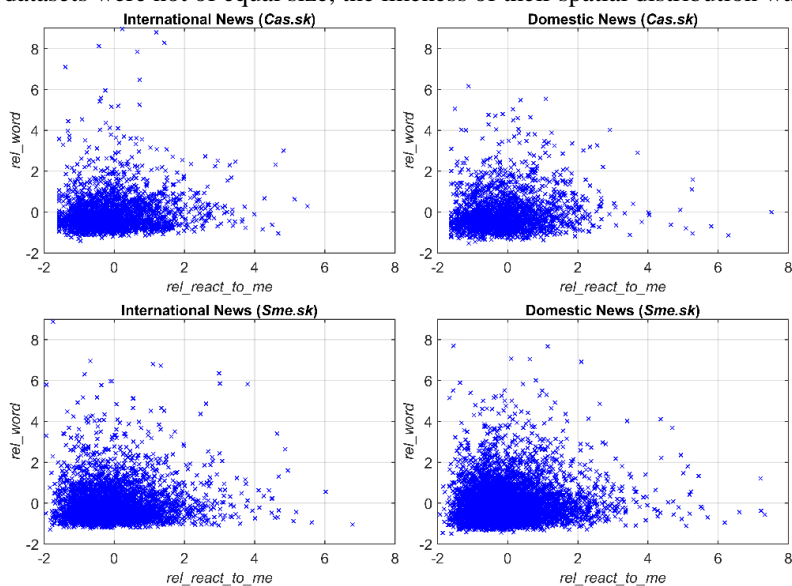 datasets were not of equal size, the likeness of their spatial distribution
International News (Cas.sk)
Domestic News (Cas.sk)
8
6
4
2
0
-2
rel_word
-2 0 2 4 6 8
rel_react_to_me
8
6
4
2
0
-2
rel_word
-2 0 2 4 6 8
rel_react_to_me
International News (Sme.sk)
Domestic News (Sme.sk)
8
6
4
2
0
-2
rel_word
-2 0 2 4 6 8
rel_react_to_me
8
6
4
2
0
-2
rel_word
-2 0 2 4 6 8
rel_react_to_me